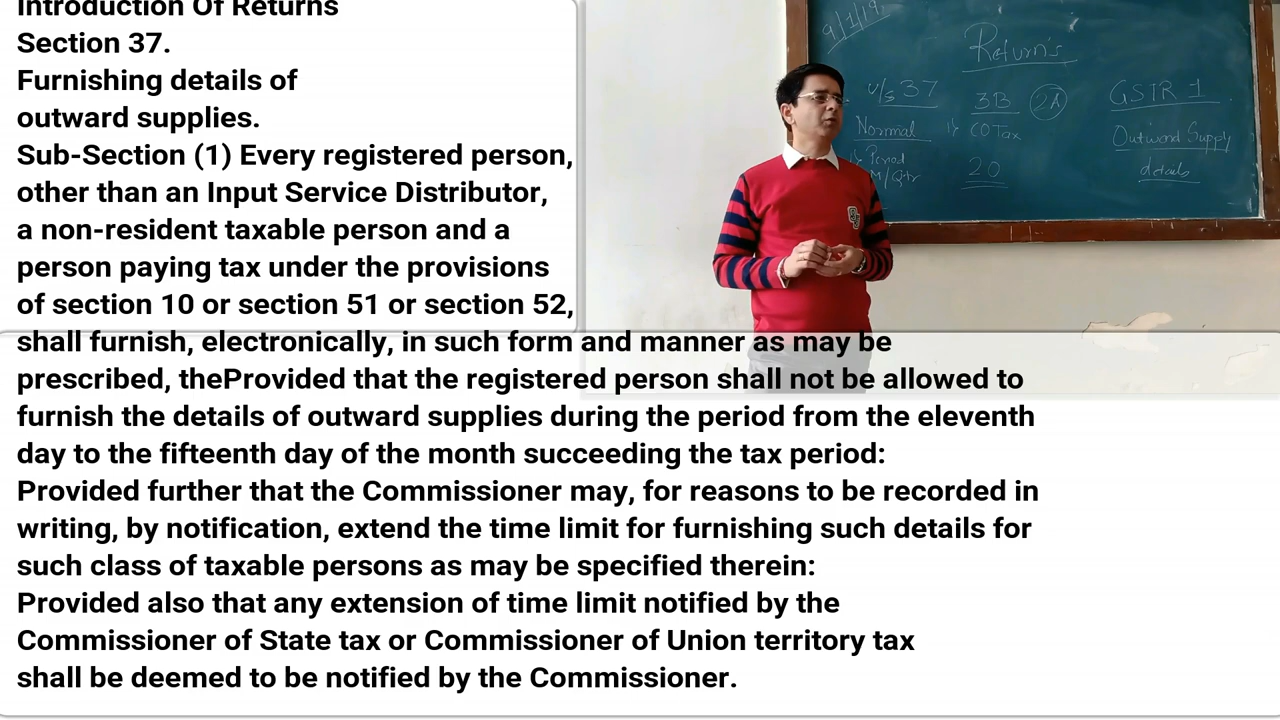 Introduction Of Returns
Section 37.
Furnishing details of
outward supplies.
Sub-Section (1) Every registered person,
other than an Input Service Distributor,
a non-resident taxable person and a
person paying tax under the provisions
of section 10 or section 51 or section 52,
shall furnish, electronically, in such form and manner as may be
prescribed, theProvided that the registered person shall not be allowed to
furnish the details of outward supplies during the period from the eleventh
day to the fifteenth day of the month succeeding the tax period:
Provided further that the Commissioner may, for reasons to be recorded in
writing, by notification, extend the time limit for furnishing such details for
such class of taxable persons as may be specified therein:
Provided also that any extension of time limit notified by the
Commissioner of State tax or Commissioner of Union territory tax
shall be deemed to be notified by the Commissioner.
9/1/19
Return's
u/s 37
3B
2A
GSTR 1
Normal
Period
M/Qtr
20
Outward Supply
details